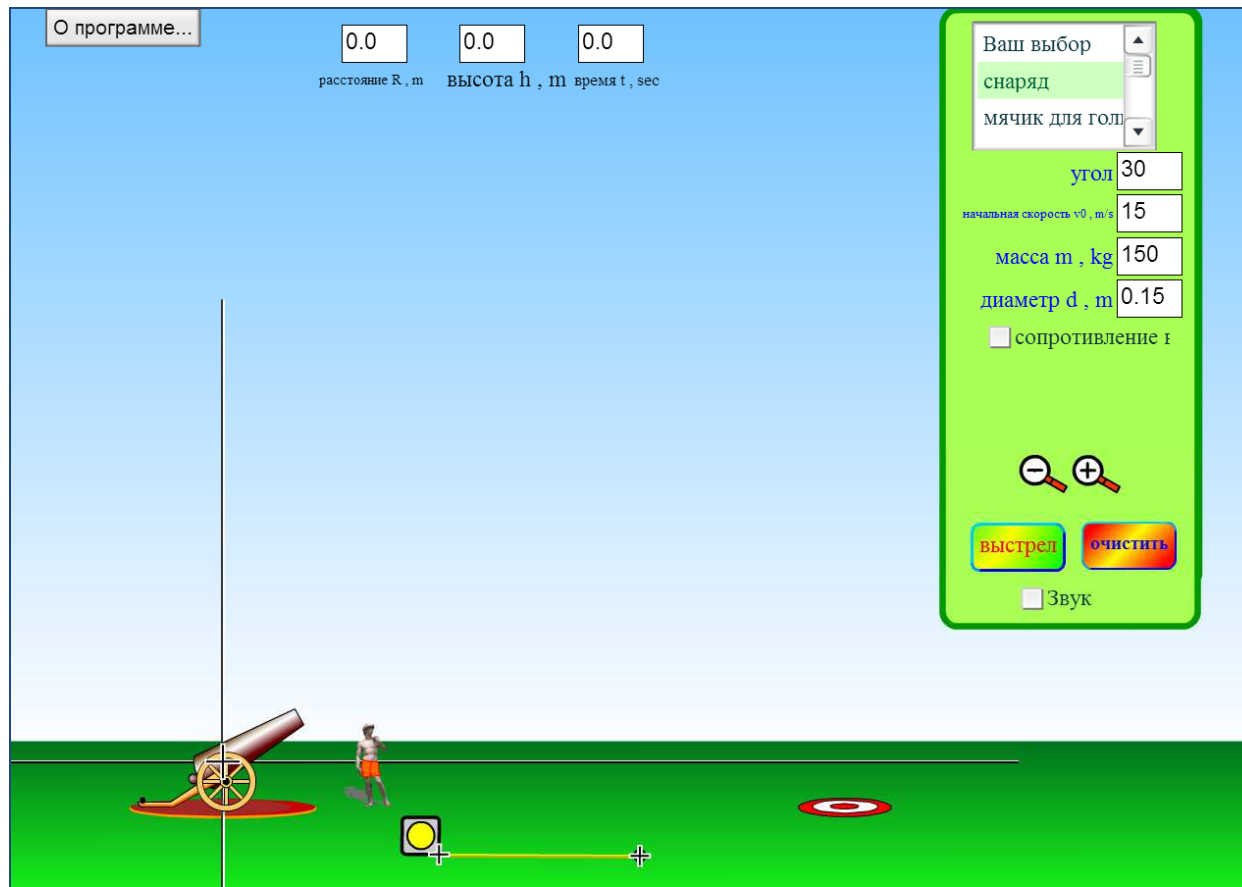 О программе...
0.0 0.0 0.0
расстояние R , m высота h , m время t , sec
Ваш выбор
снаряд
мячик для
угол 30
начальная скорость v0 , m/s 15
масса m , kg 150
диаметр d , m 0.15
сопротивление
выстрел очистить
Звук